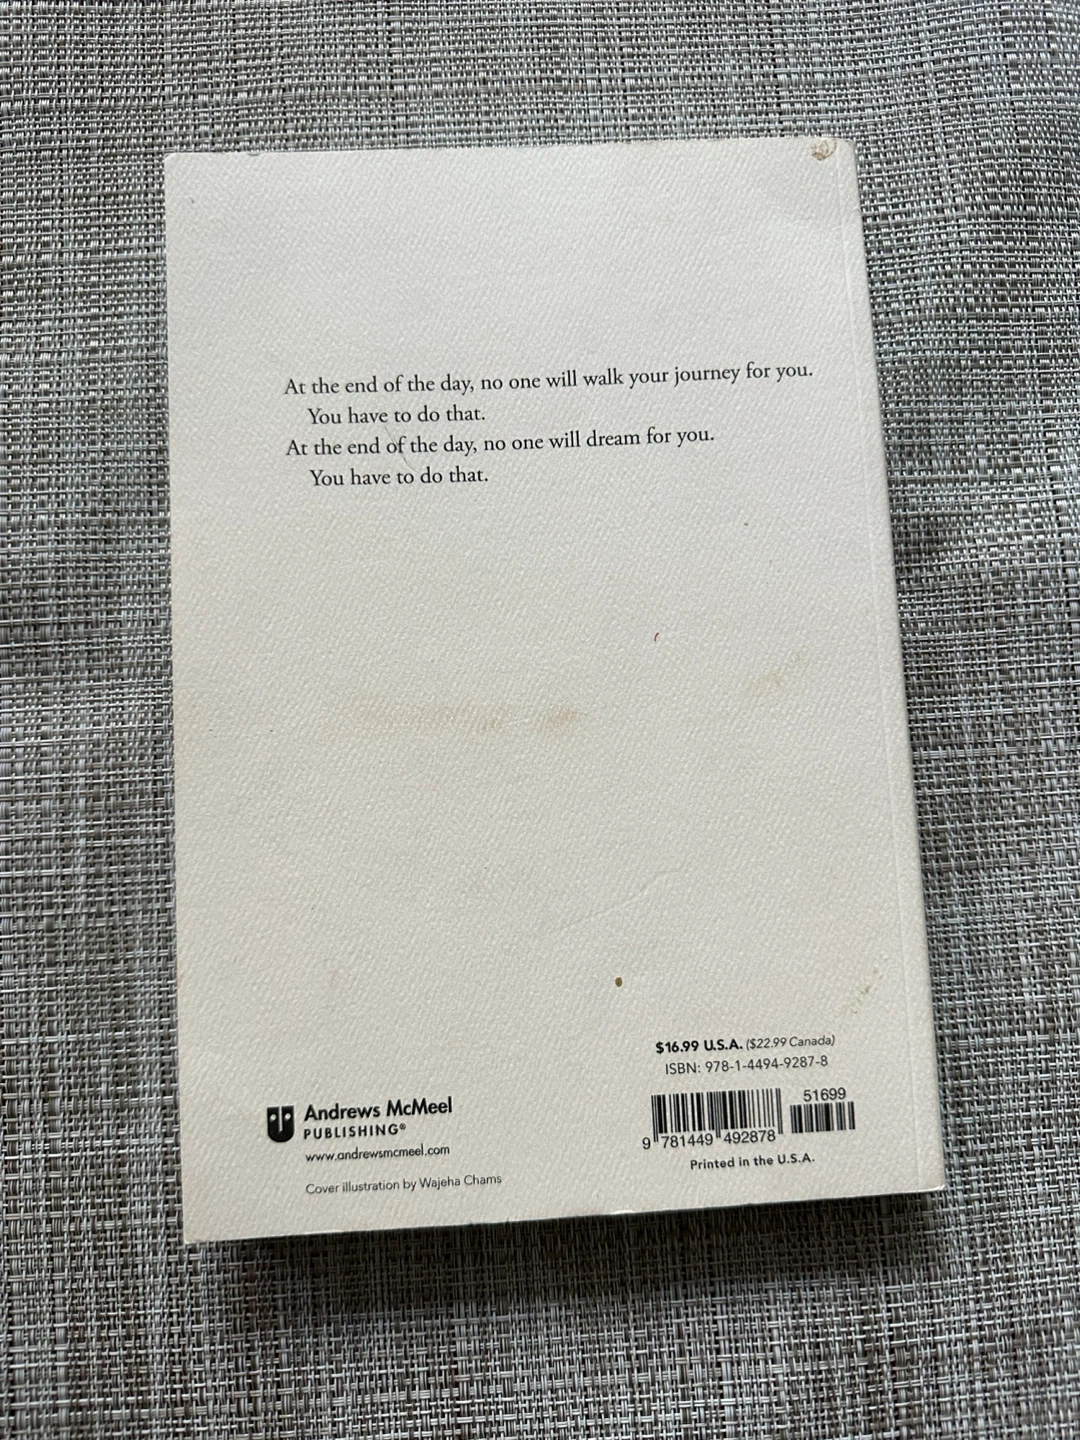 At the end of the day, no one will walk your journey for you.
You have to do that.
At the end of the day, no one will dream for you.
You have to do that.
$16.99 U.S.A. ($22.99 Canada)
ISBN: 978-1-4494-9287-8
51699
9 781449 492878
Printed in the U.S.A.
Andrews McMeel
PUBLISHING®
www.andrewsmcmeel.com
Cover illustration by Wajeha Chams